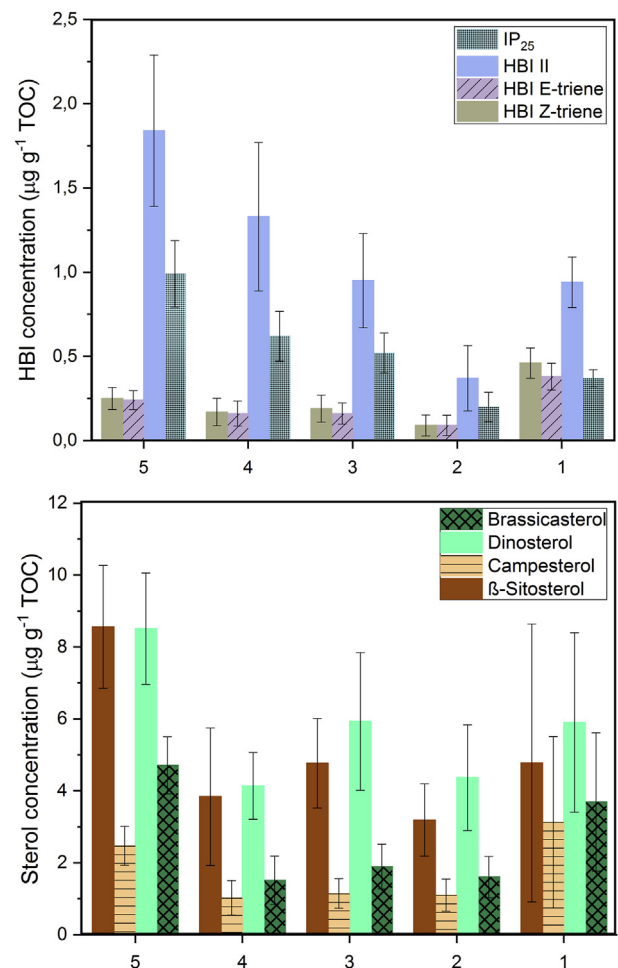 IP25
HBI II
HBI E-triene
HBI Z-triene
HBI concentration (µg g-1 TOC)
2,5
2,0
1,5
1,0
0,5
0,0
5 4 3 2 1
Brassicasterol
Dinosterol
Campesterol
ß-Sitosterol
Sterol concentration (µg g-1 TOC)
12
10
8
6
4
2
0
5 4 3 2 1